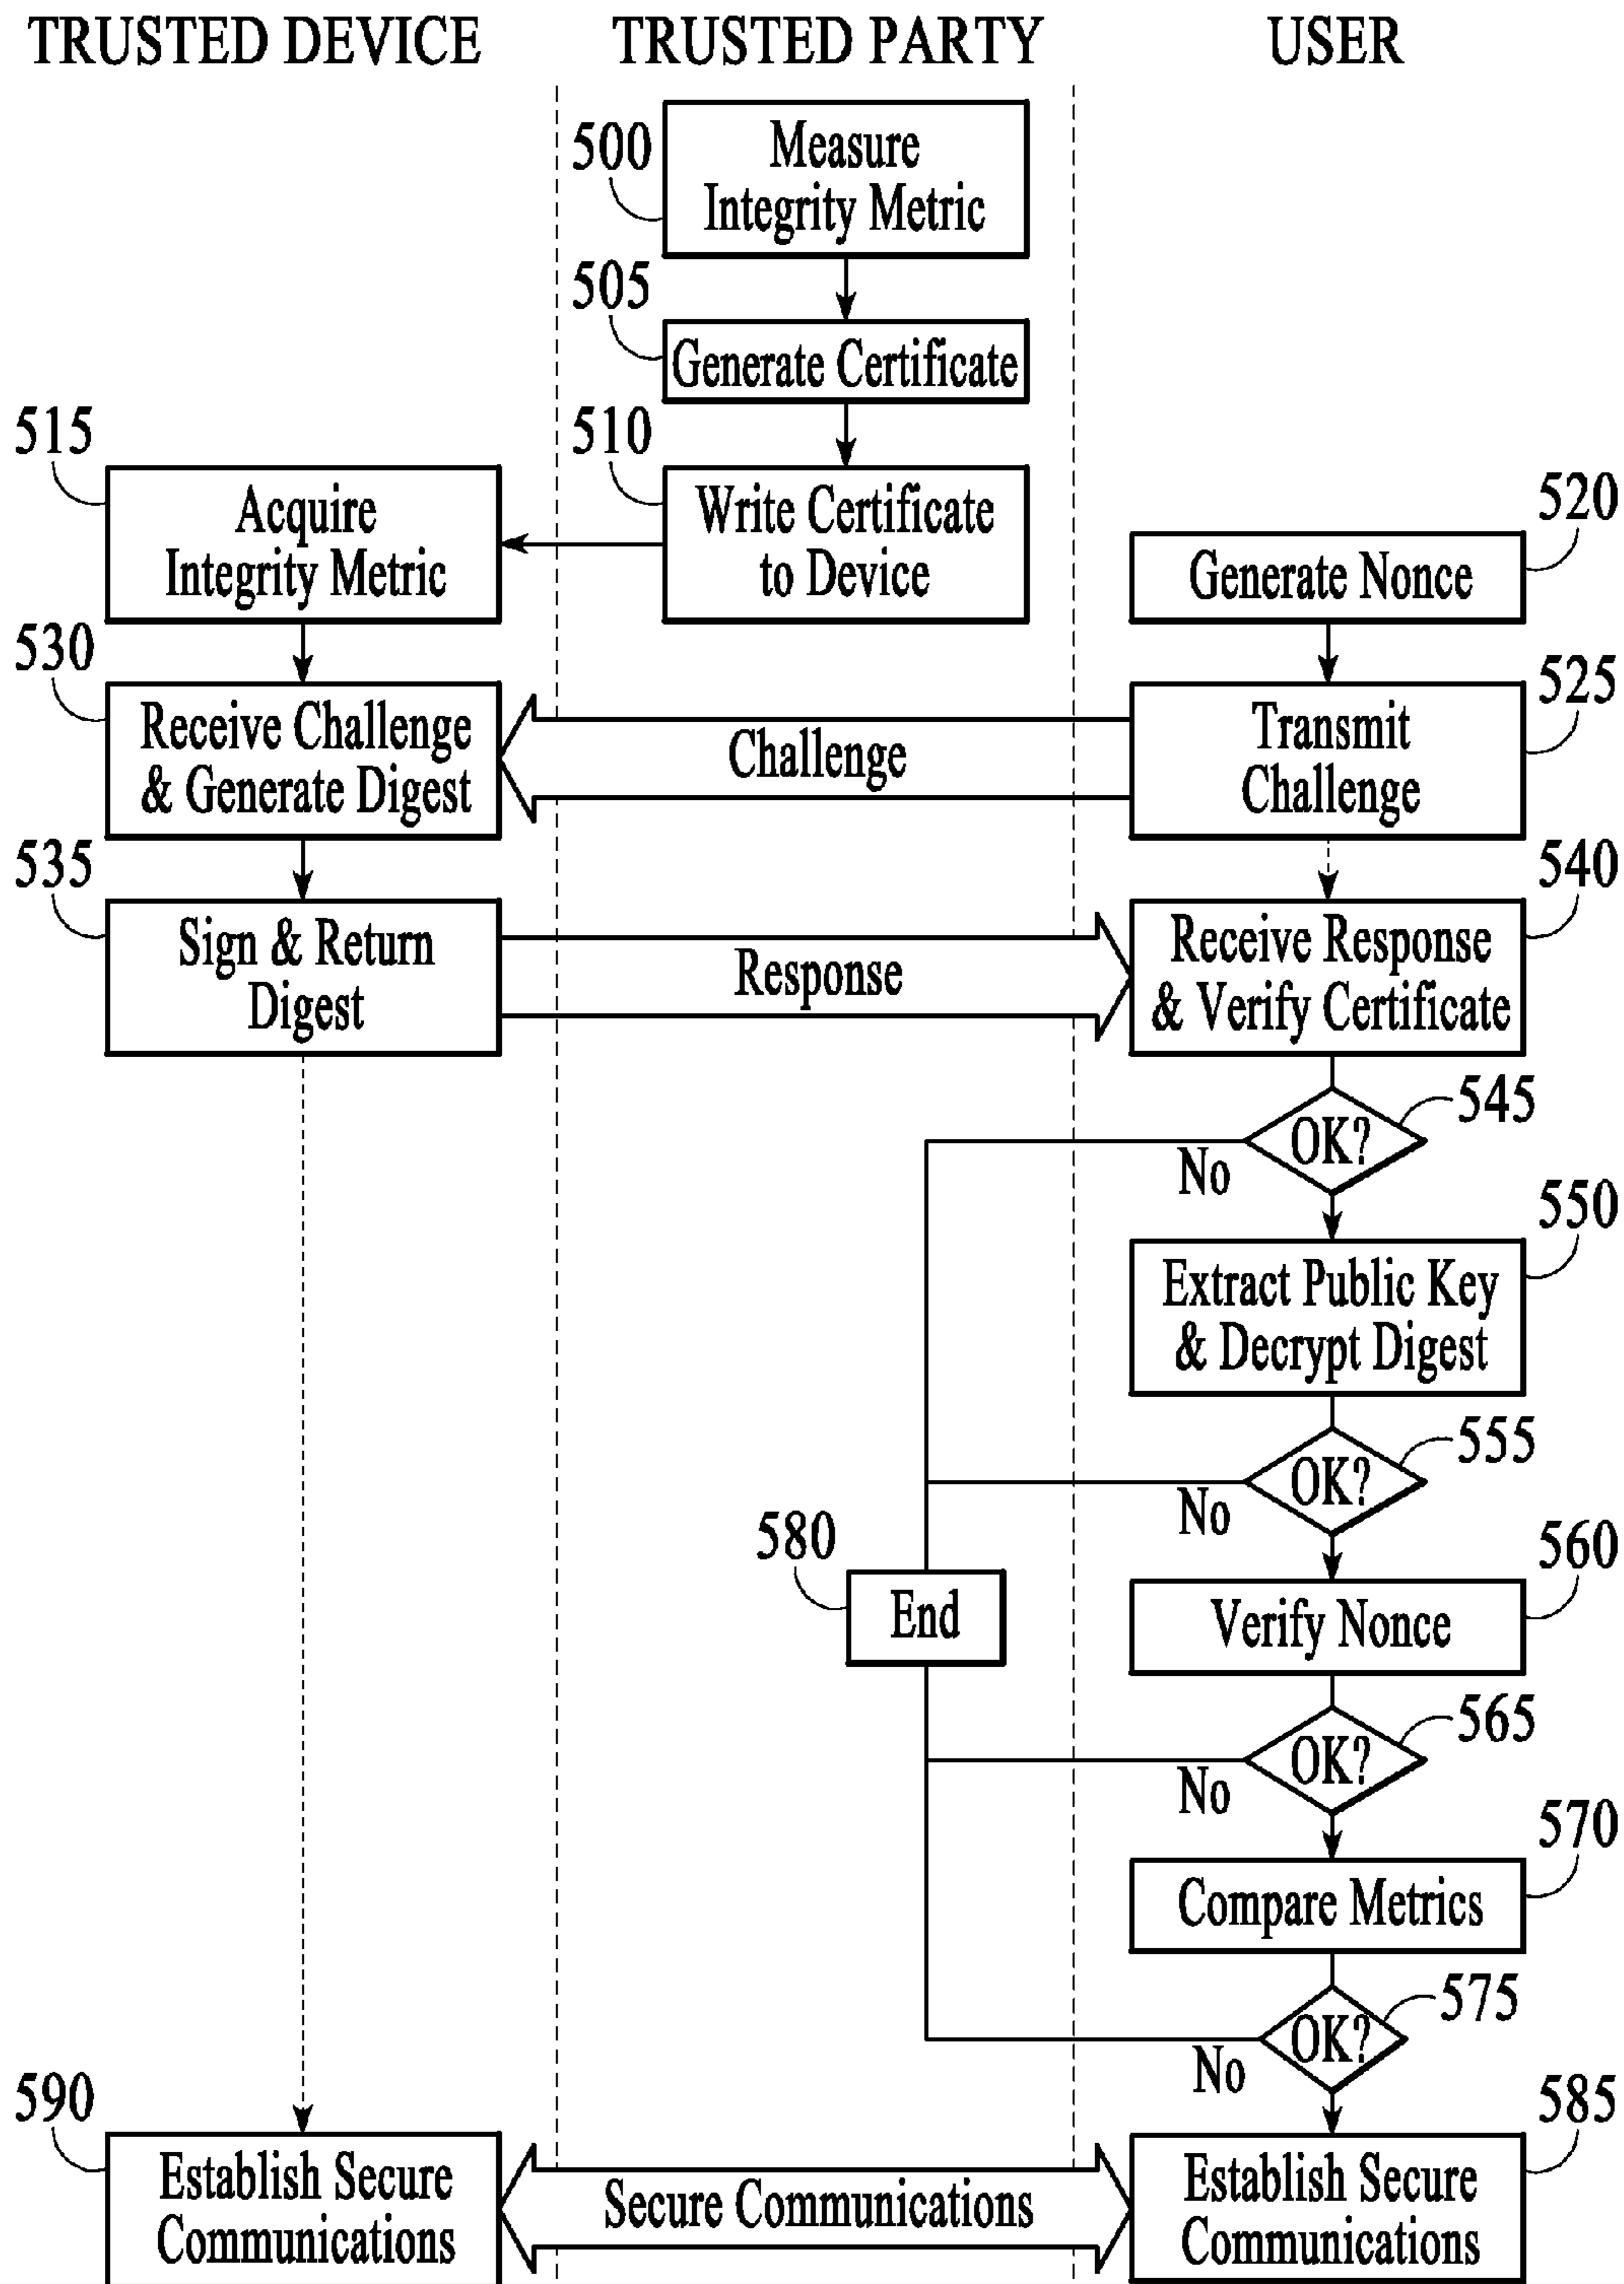 TRUSTED DEVICE
TRUSTED PARTY
USER
500
Measure
Integrity Metric
505
Generate Certificate
510
Write Certificate
to Device
515
Acquire
Integrity Metric
520
Generate Nonce
530
Receive Challenge
& Generate Digest
Challenge
525
Transmit
Challenge
535
Sign & Return
Digest
Response
540
Receive Response
& Verify Certificate
OK?
545
No
550
Extract Public Key
& Decrypt Digest
OK?
555
No
580
End
560
Verify Nonce
OK?
565
No
570
Compare Metrics
OK?
575
No
590
Establish Secure
Communications
Secure Communications
585
Establish Secure
Communications